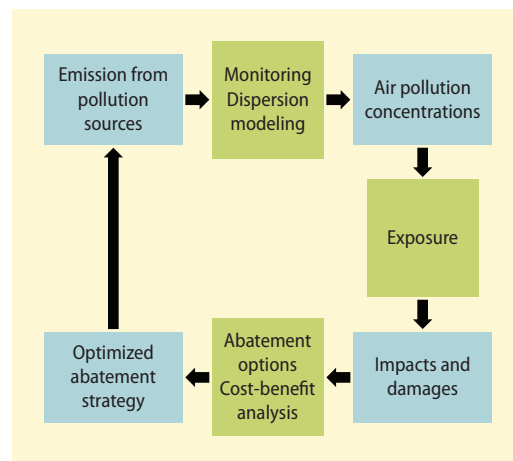 Emission from
pollution
sources
Monitoring
Dispersion
modeling
Air pollution
concentrations
Exposure
Impacts and
damages
Abatement
options
Cost-benefit
analysis
Optimized
abatement
strategy